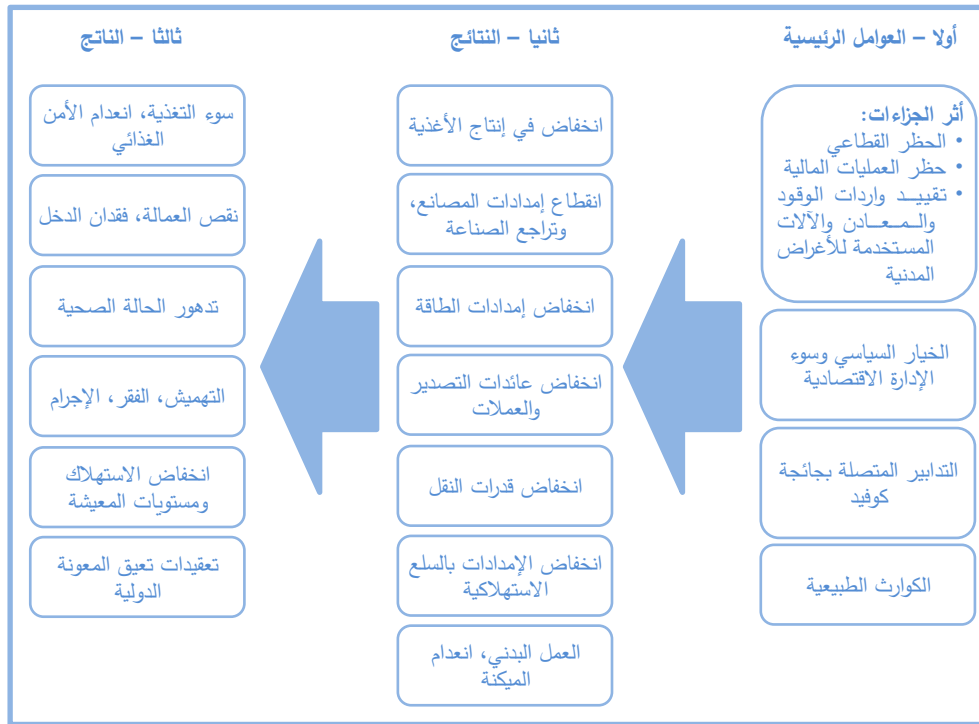 أولا – العوامل الرئيسية
أثر الجزاءات:
• الحظر القطاعي
• حظر العمليات المالية
• تقييد واردات الوقود
والمعادن والآلات
المستخدمة للأغراض
المدنية
الخيار السياسي وسوء
الإدارة الاقتصادية
التدابير المتصلة بجائحة
كوفيد
الكوارث الطبيعية
ثانيا – النتائج
انخفاض في إنتاج الأغذية
انقطاع إمدادات المصانع،
وتراجع الصناعة
انخفاض إمدادات الطاقة
انخفاض عائدات التصدير
والعملات
انخفاض قدرات النقل
انخفاض الإمدادات بالسلع
الاستهلاكية
العمل البدني، انعدام
الميكنة
ثالثا – الناتج
سوء التغذية، انعدام الأمن
الغذائي
نقص العمالة، فقدان الدخل
تدهور الحالة الصحية
التهميش، الفقر، الإجرام
انخفاض الاستهلاك
ومستويات المعيشة
تعقيدات تعيق المعونة
الدولية